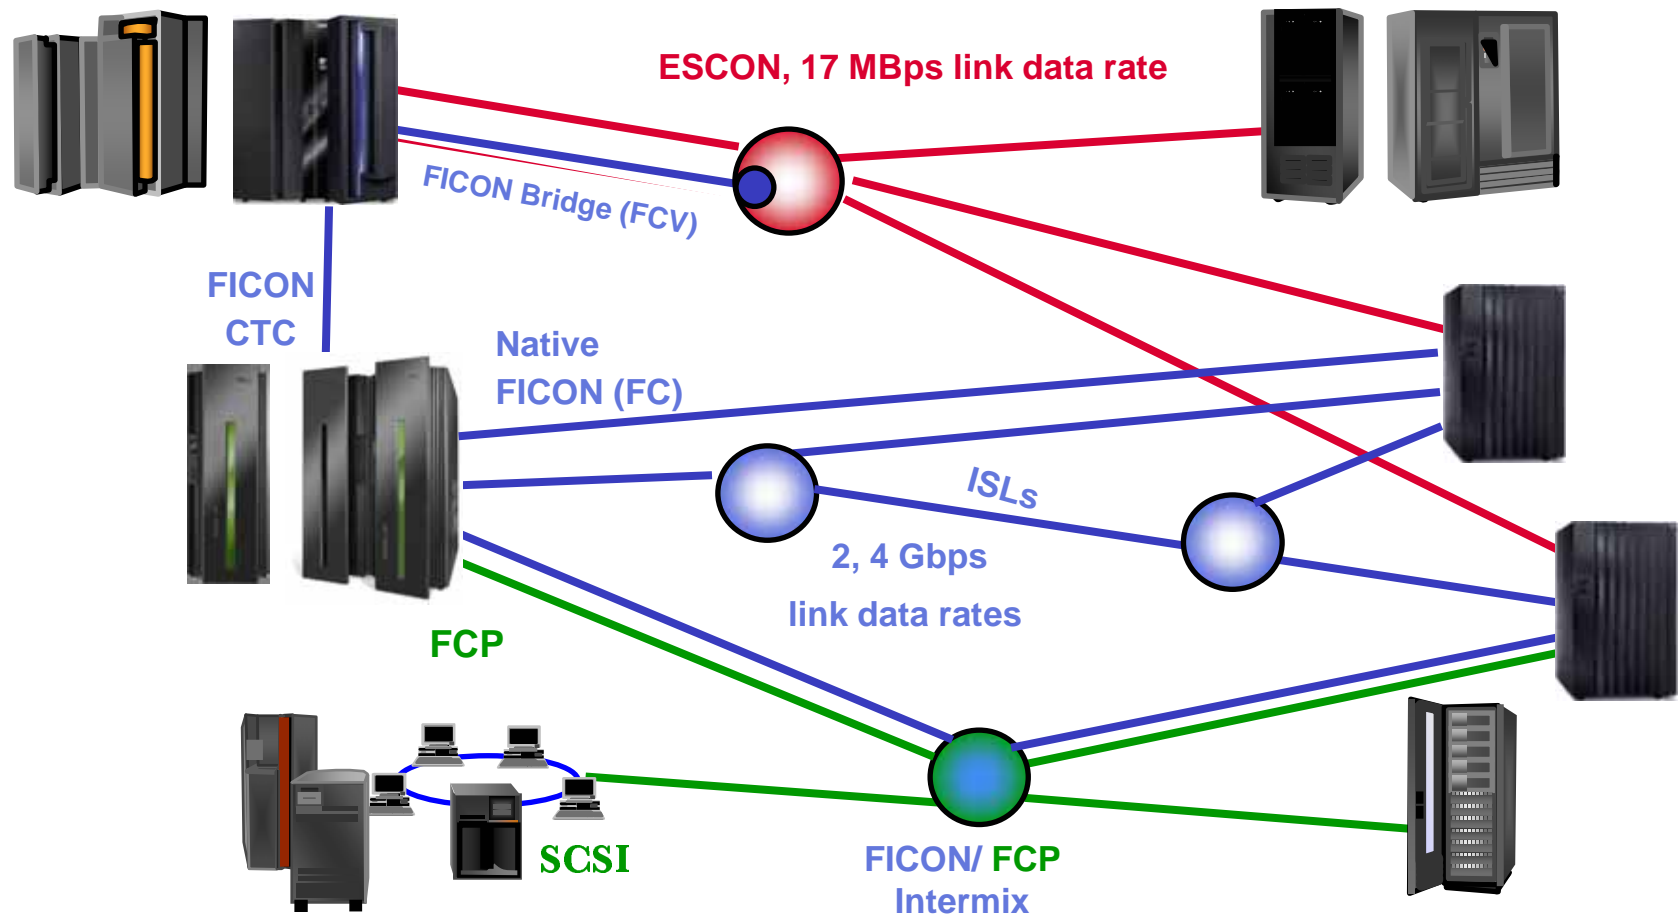 ESCON, 17 MBps link data rate
FICON Bridge (FCV)
FICON
CTC
Native
FICON (FC)
ISLs
2, 4 Gbps
link data rates
FCP
SCSI
FICON/ FCP
Intermix